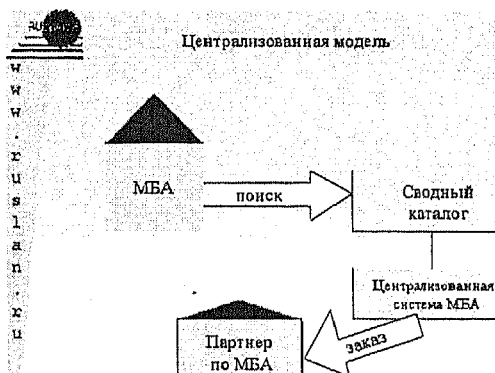 Централизованная модель
www.ruslan.ru
МБА
поиск
Сводный
каталог
Централизованная
система МБА
заказ
Партнер
по МБА